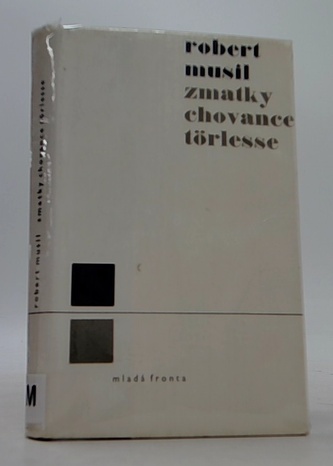 robert
musil
zmatky
chovance
törlesse
mladá fronta
robert musil zmatky chovance törlesse
M